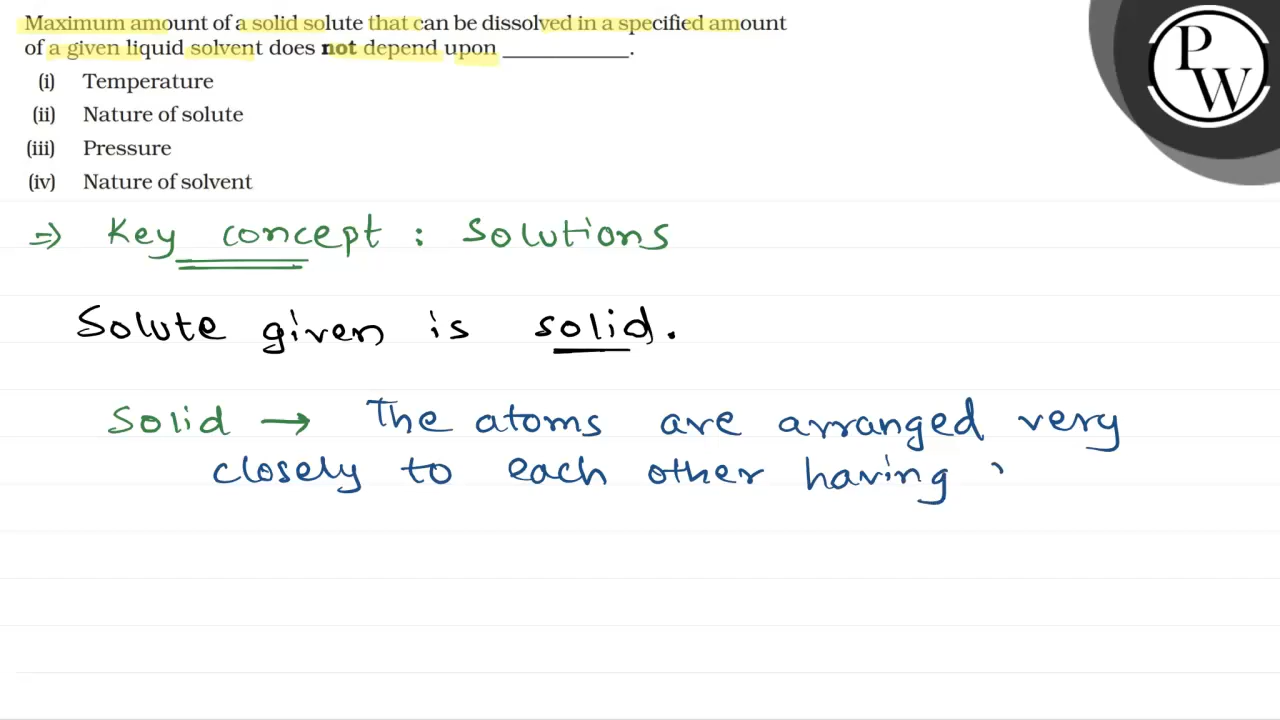 Maximum amount of a solid solute that can be dissolved in a specified amount
of a given liquid solvent does not depend upon ____________.
(i) Temperature
(ii) Nature of solute
(iii) Pressure
(iv) Nature of solvent
PW
⇒ Key concept : Solutions
Solute given is solid.
Solid → The atoms are arranged very
closely to each other having